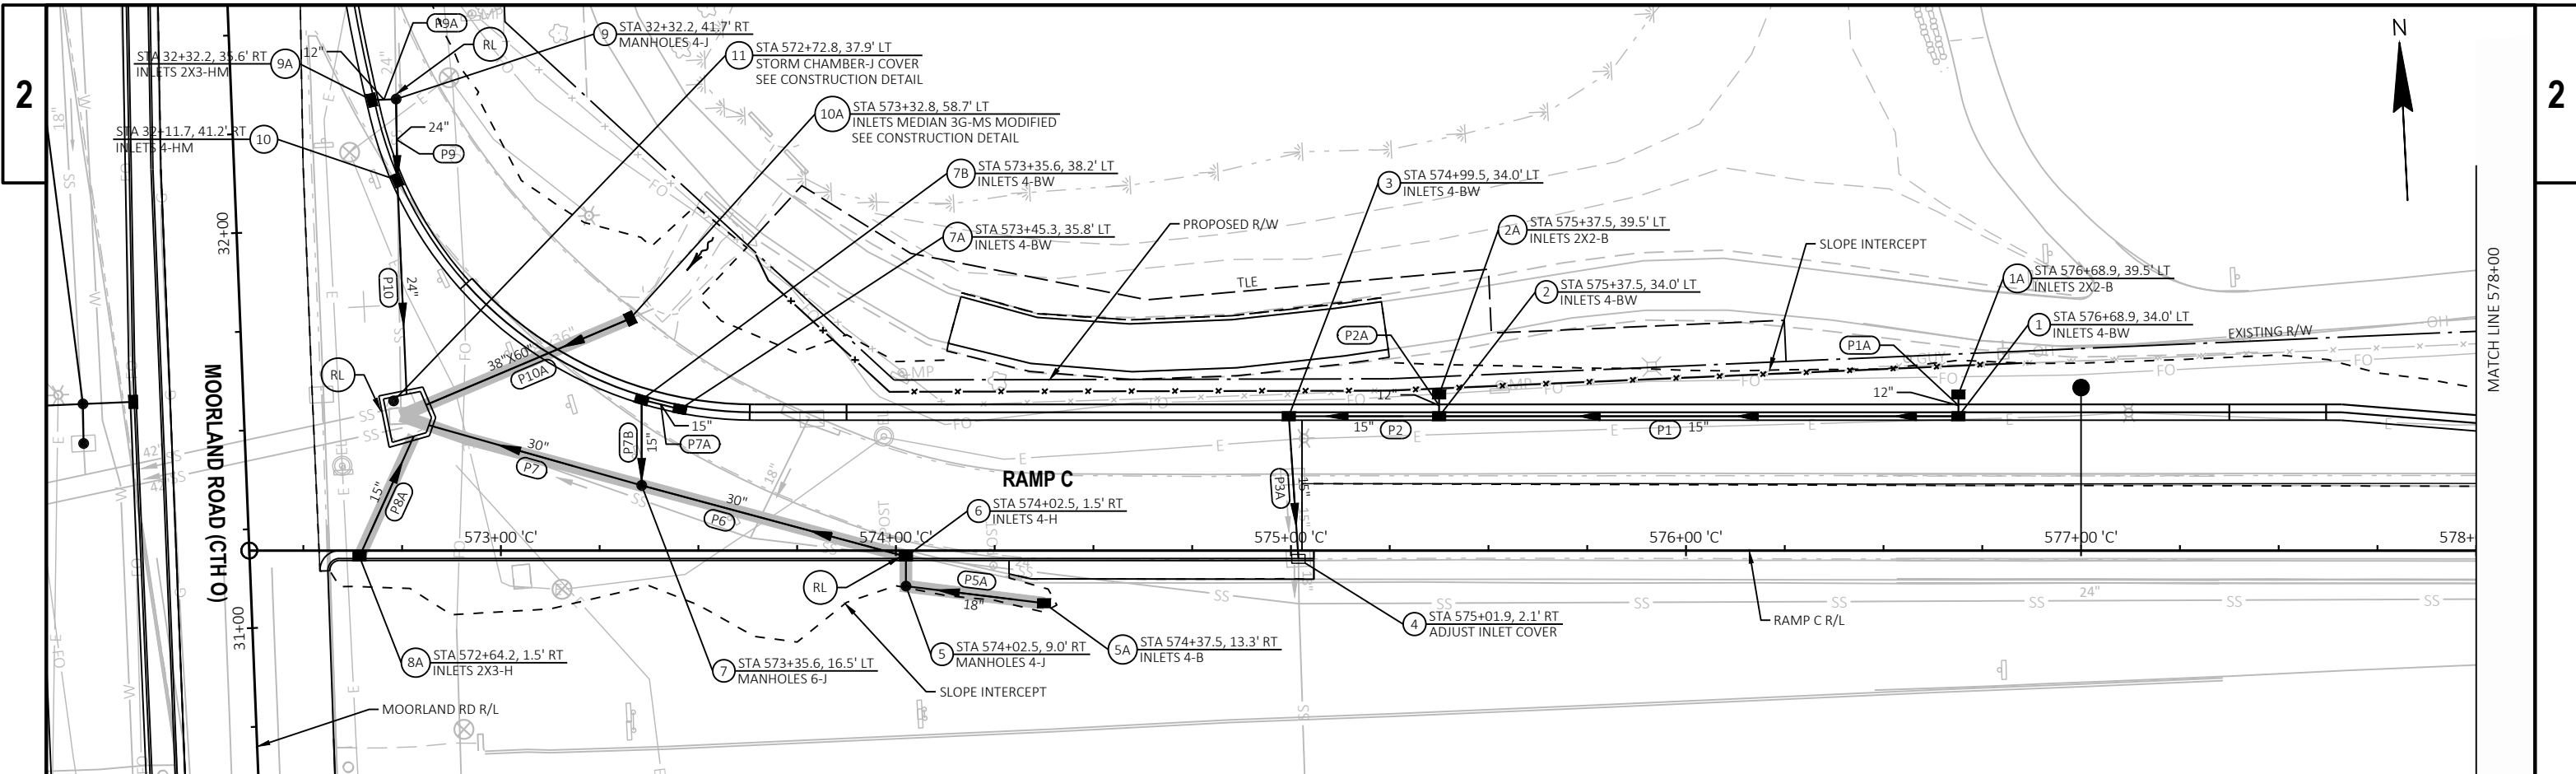 2
2
N
P9A
RL
9
STA 32+32.2, 41.7' RT
MANHOLES 4-J
STA 32+32.2, 35.6' RT
INLETS 2X3-HM
9A
12"
24"
11
STA 572+72.8, 37.9' LT
STORM CHAMBER-J COVER
SEE CONSTRUCTION DETAIL
10A
STA 573+32.8, 58.7' LT
INLETS MEDIAN 3G-MS MODIFIED
SEE CONSTRUCTION DETAIL
STA 32+11.7, 41.2' RT
INLETS 4-HM
10
24"
P9
7B
STA 573+35.6, 38.2' LT
INLETS 4-BW
3
STA 574+99.5, 34.0' LT
INLETS 4-BW
7A
STA 573+45.3, 35.8' LT
INLETS 4-BW
PROPOSED R/W
2A
STA 575+37.5, 39.5' LT
INLETS 2X2-B
SLOPE INTERCEPT
32+00
2
STA 575+37.5, 34.0' LT
INLETS 4-BW
1A
STA 576+68.9, 39.5' LT
INLETS 2X2-B
TLE
P10
24"
1
STA 576+68.9, 34.0' LT
INLETS 4-BW
EXISTING R/W
MATCH LINE 578+00
P2A
P1A
OH
36"
38"X60"
P10A
RL
12"
12"
MOORLAND ROAD (CTH O)
15"
P7A
P7B
15"
15"
P2
P1
15"
30"
P7
42"
42"
18"
18"
RAMP C
15"
P8A
30"
P6
6
STA 574+02.5, 1.5' RT
INLETS 4-H
P3A
15"
15"
573+00 'C'
574+00 'C'
575+00 'C'
576+00 'C'
577+00 'C'
578+
RL
P5A
18"
24"
31+00
4
STA 575+01.9, 2.1' RT
ADJUST INLET COVER
RAMP C R/L
8A
STA 572+64.2, 1.5' RT
INLETS 2X3-H
7
STA 573+35.6, 16.5' LT
MANHOLES 6-J
5
STA 574+02.5, 9.0' RT
MANHOLES 4-J
5A
STA 574+37.5, 13.3' RT
INLETS 4-B
SLOPE INTERCEPT
MOORLAND RD R/L